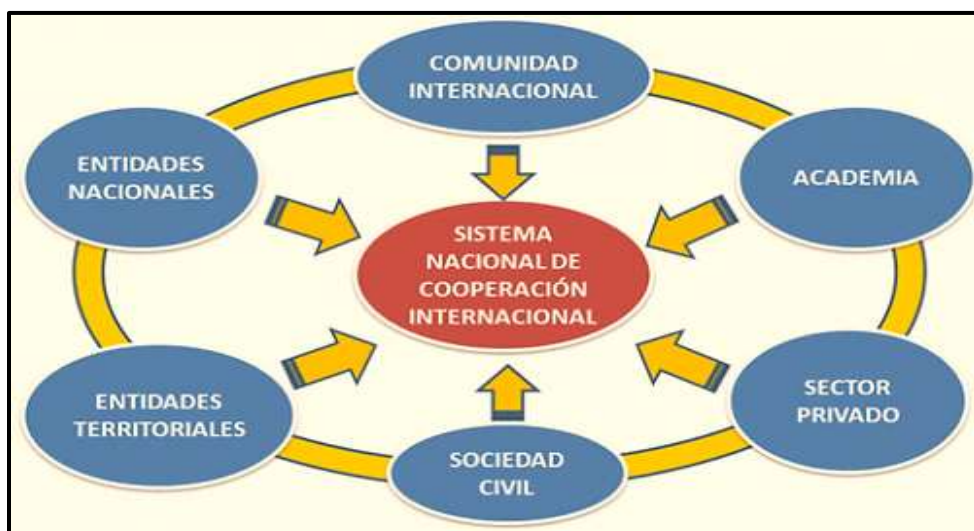 COMUNIDAD
INTERNACIONAL
ENTIDADES
NACIONALES
ACADEMIA
SISTEMA
NACIONAL DE
COOPERACIÓN
INTERNACIONAL
ENTIDADES
TERRITORIALES
SECTOR
PRIVADO
SOCIEDAD
CIVIL